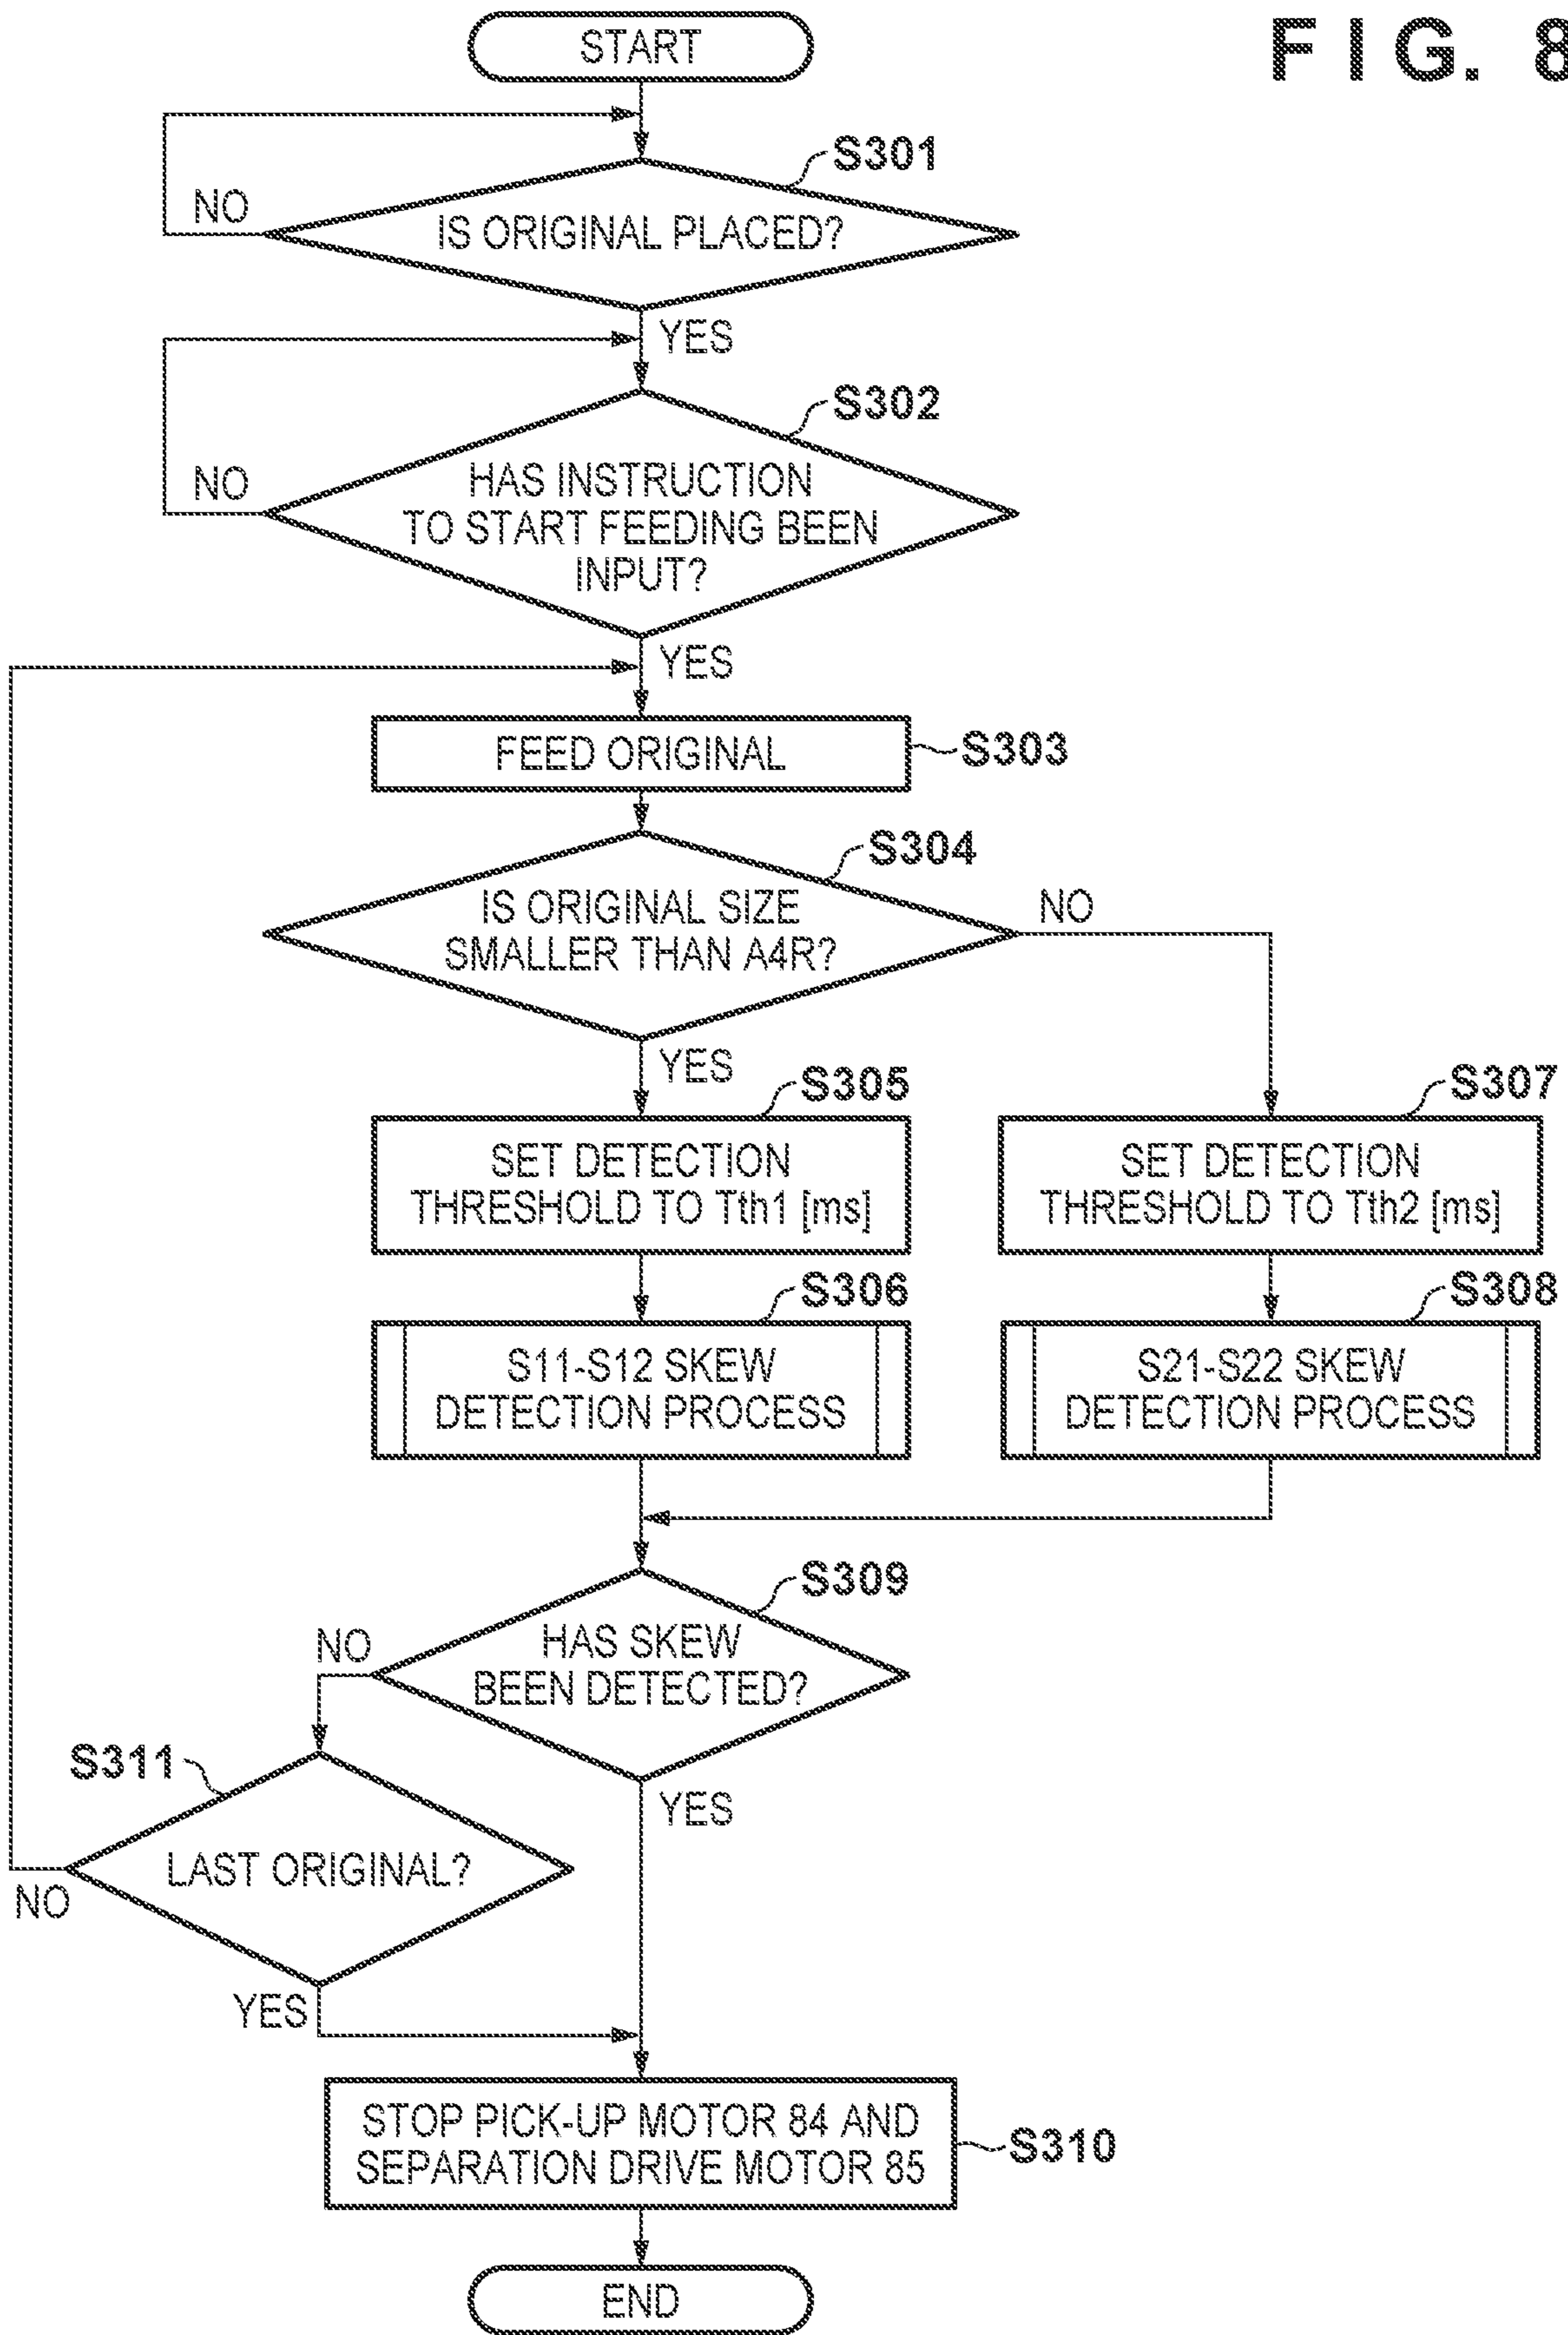 FIG. 8
START
S301
NO
IS ORIGINAL PLACED?
YES
S302
NO
HAS INSTRUCTION
TO START FEEDING BEEN
INPUT?
YES
FEED ORIGINAL
S303
S304
IS ORIGINAL SIZE
SMALLER THAN A4R?
NO
YES
S305
SET DETECTION
THRESHOLD TO Tth1 [ms]
S307
SET DETECTION
THRESHOLD TO Tth2 [ms]
S306
S11-S12 SKEW
DETECTION PROCESS
S308
S21-S22 SKEW
DETECTION PROCESS
S309
NO
HAS SKEW
BEEN DETECTED?
YES
S311
LAST ORIGINAL?
NO
YES
STOP PICK-UP MOTOR 84 AND
SEPARATION DRIVE MOTOR 85
S310
END